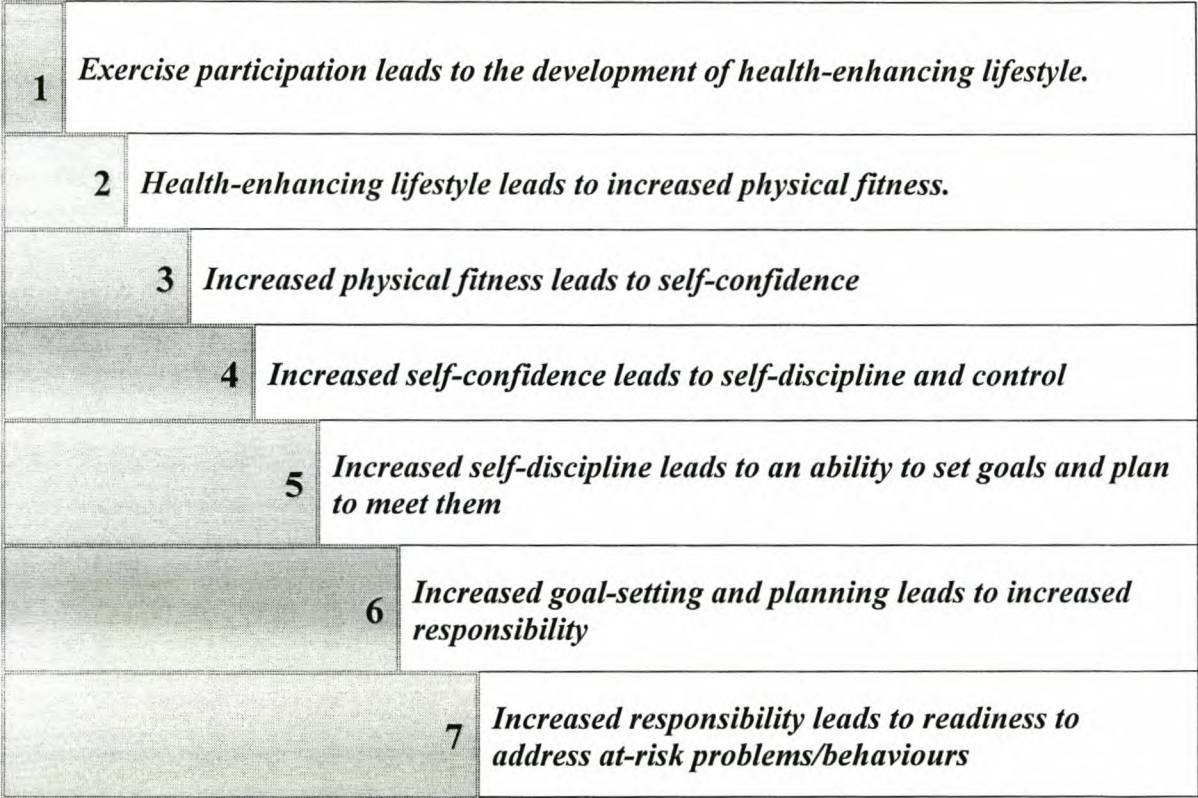 1 Exercise participation leads to the development of health-enhancing lifestyle.
2 Health-enhancing lifestyle leads to increased physical fitness.
3 Increased physical fitness leads to self-confidence
4 Increased self-confidence leads to self-discipline and control
5 Increased self-discipline leads to an ability to set goals and plan
to meet them
6 Increased goal-setting and planning leads to increased
responsibility
7 Increased responsibility leads to readiness to
address at-risk problems/behaviours